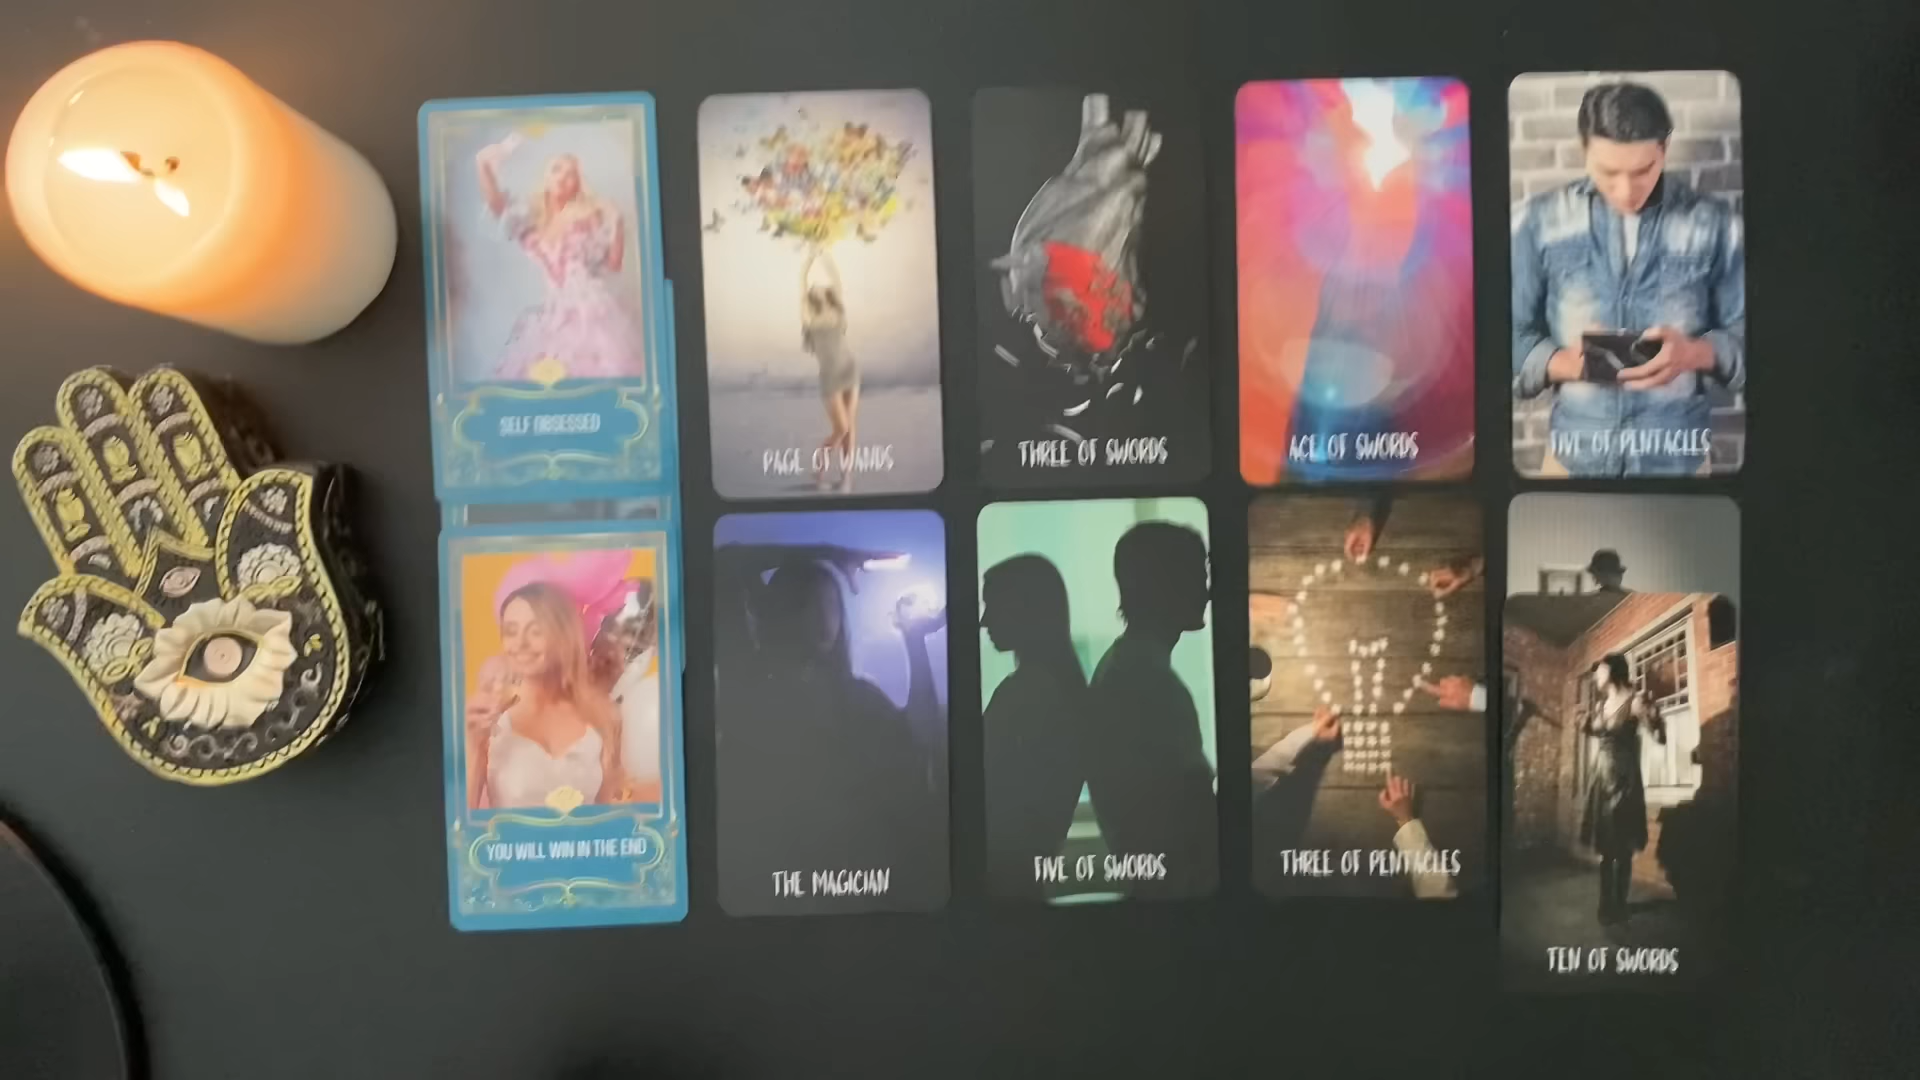 SELF OBSESSED
PAGE OF WANDS
THREE OF SWORDS
ACE OF SWORDS
FIVE OF PENTACLES
YOU WILL WIN IN THE END
THE MAGICIAN
FIVE OF SWORDS
THREE OF PENTACLES
TEN OF SWORDS